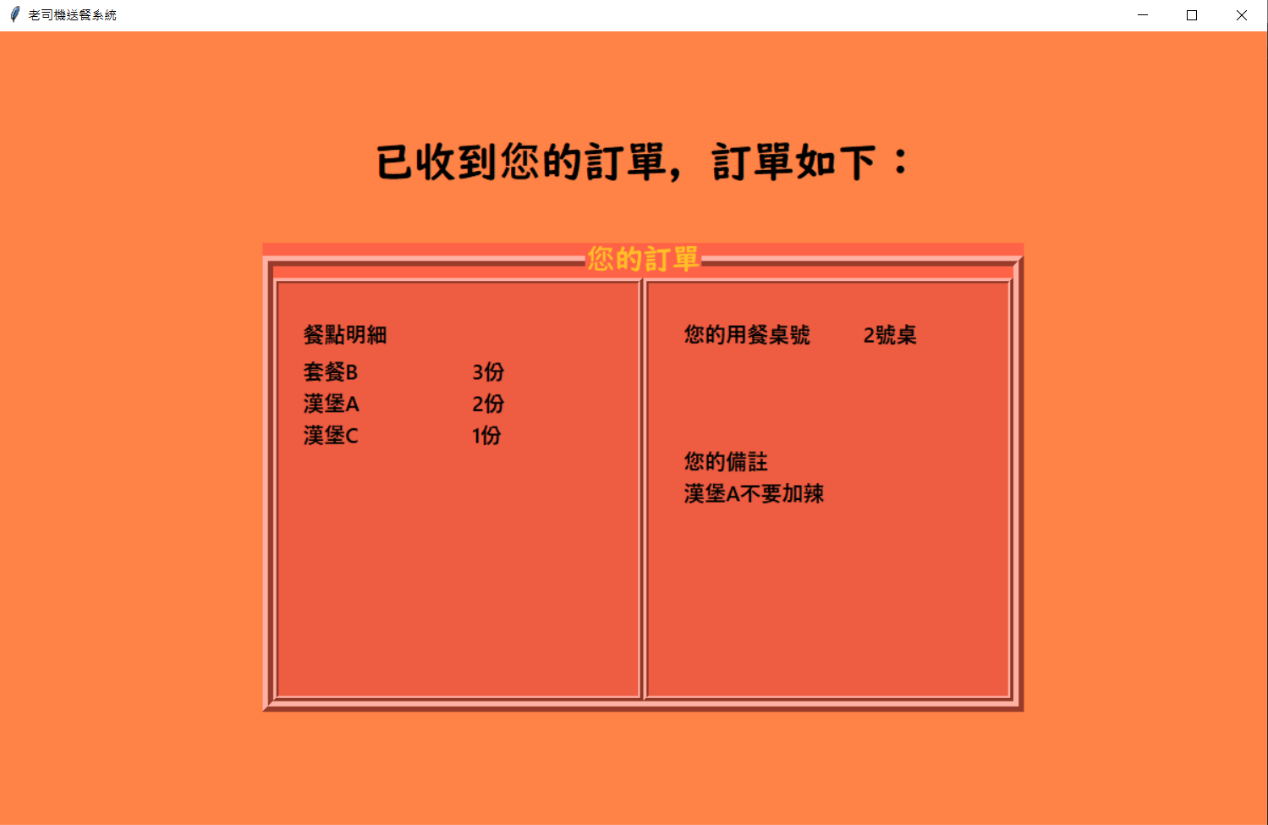 老司機送餐系統
已收到您的訂單，訂單如下：
您的訂單
餐點明細
套餐B 3份
漢堡A 2份
漢堡C 1份
您的用餐桌號 2號桌
您的備註
漢堡A不要加辣